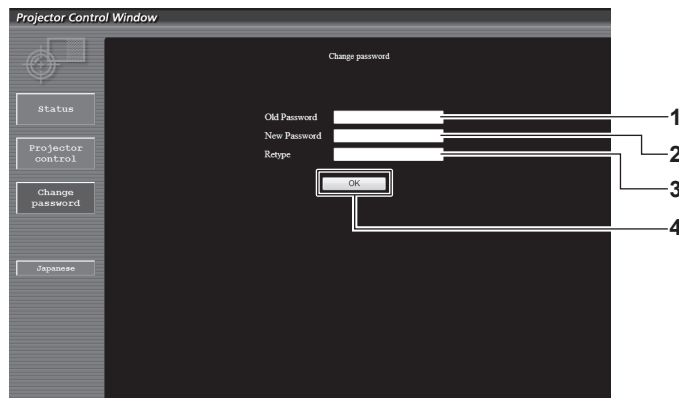 Projector Control Window
Change password
Status
Projector
control
Change
password
Japanese
Old Password
New Password
Retype
OK
1
2
3
4